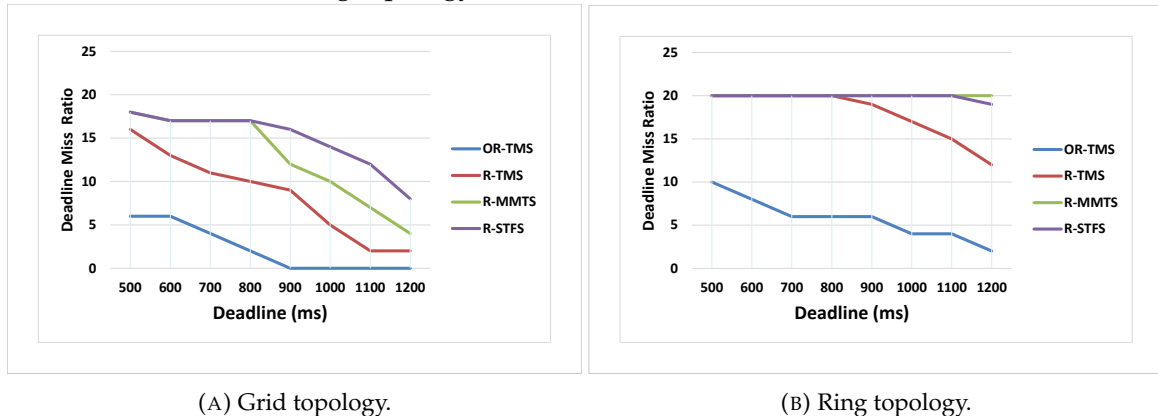 25
20
15
10
5
0
Deadline Miss Ratio
500 600 700 800 900 1000 1100 1200
Deadline (ms)
OR-TMS
R-TMS
R-MMTS
R-STFS
(A) Grid topology.
25
20
15
10
5
0
Deadline Miss Ratio
500 600 700 800 900 1000 1100 1200
Deadline (ms)
OR-TMS
R-TMS
R-MMTS
R-STFS
(B) Ring topology.